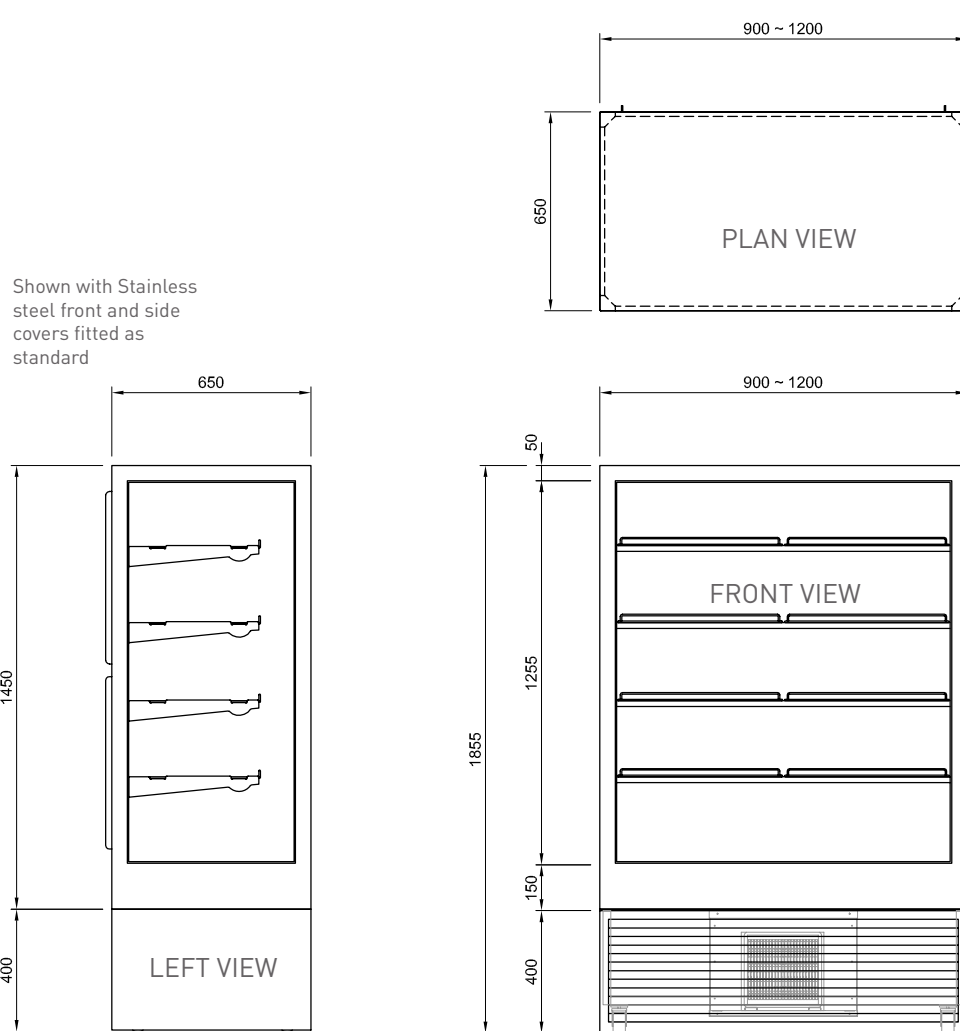 900 ~ 1200
650
PLAN VIEW
Shown with Stainless
steel front and side
covers fitted as
standard
650
900 ~ 1200
50
FRONT VIEW
1450
1255
1855
150
400
LEFT VIEW
400